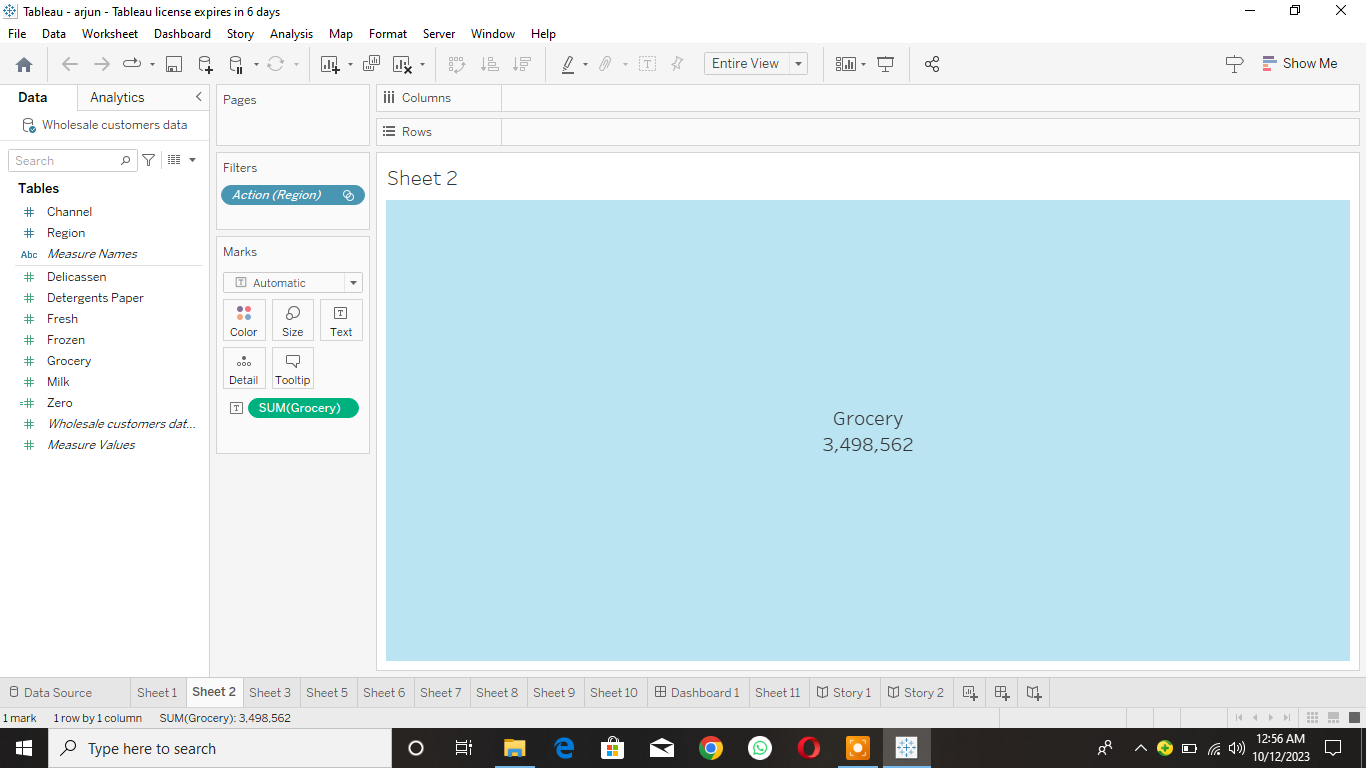 Tableau - arjun - Tableau license expires in 6 days
File Data Worksheet Dashboard Story Analysis Map Format Server Window Help
Entire View
Show Me
Data Analytics
Wholesale customers data
Search
Tables
Channel
Region
Abc Measure Names
Delicassen
Detergents Paper
Fresh
Frozen
Grocery
Milk
Zero
Wholesale customers dat...
Measure Values
Pages
Filters
Action (Region)
Marks
Automatic
Color Size Text
Detail Tooltip
SUM(Grocery)
Columns
Rows
Sheet 2
Grocery
3,498,562
Data Source Sheet 1 Sheet 2 Sheet 3 Sheet 5 Sheet 6 Sheet 7 Sheet 8 Sheet 9 Sheet 10 Dashboard 1 Sheet 11 Story 1 Story 2
1 mark 1 row by 1 column SUM(Grocery): 3,498,562
Type here to search
12:56 AM
10/12/2023